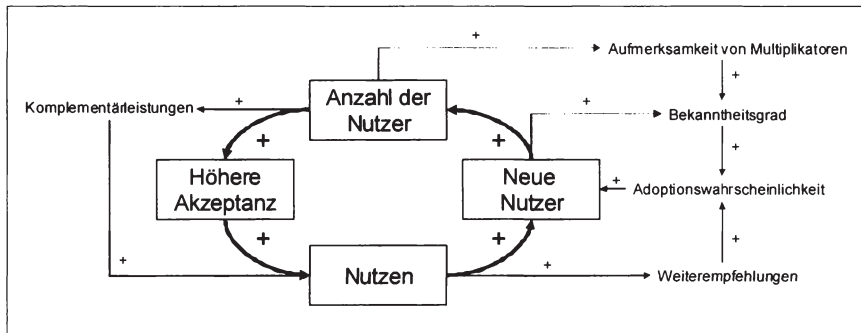 +
Aufmerksamkeit von Multiplikatoren
+
Komplementärleistungen
+
Anzahl der
Nutzer
+
Bekanntheitsgrad
+
+
+
Höhere
Akzeptanz
Neue
Nutzer
+
Adoptionswahrscheinlichkeit
+
+
+
+
Nutzen
+
Weiterempfehlungen